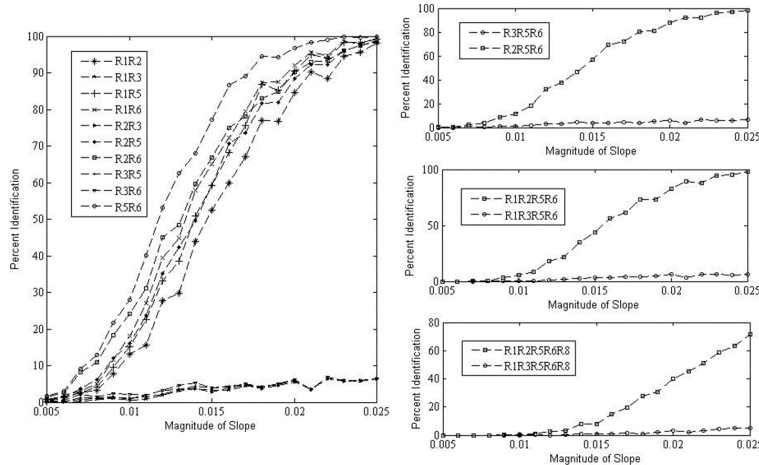 100
90
80
70
60
50
40
30
20
10
0
0.005
0.01
0.015
0.02
0.025
Percent Identification
Magnitude of Slope
R1R2
R1R3
R1R5
R1R6
R2R3
R2R5
R2R6
R3R5
R3R6
R5R6
100
80
60
40
20
0
0.005
0.01
0.015
0.02
0.025
Percent Identification
Magnitude of Slope
R3R5R6
R2R5R6
100
50
0
0.005
0.01
0.015
0.02
0.025
Percent Identification
Magnitude of Slope
R1R2R5R6
R1R3R5R6
80
60
40
20
0
0.005
0.01
0.015
0.02
0.025
Percent Identification
Magnitude of Slope
R1R2R5R6R8
R1R3R5R6R8